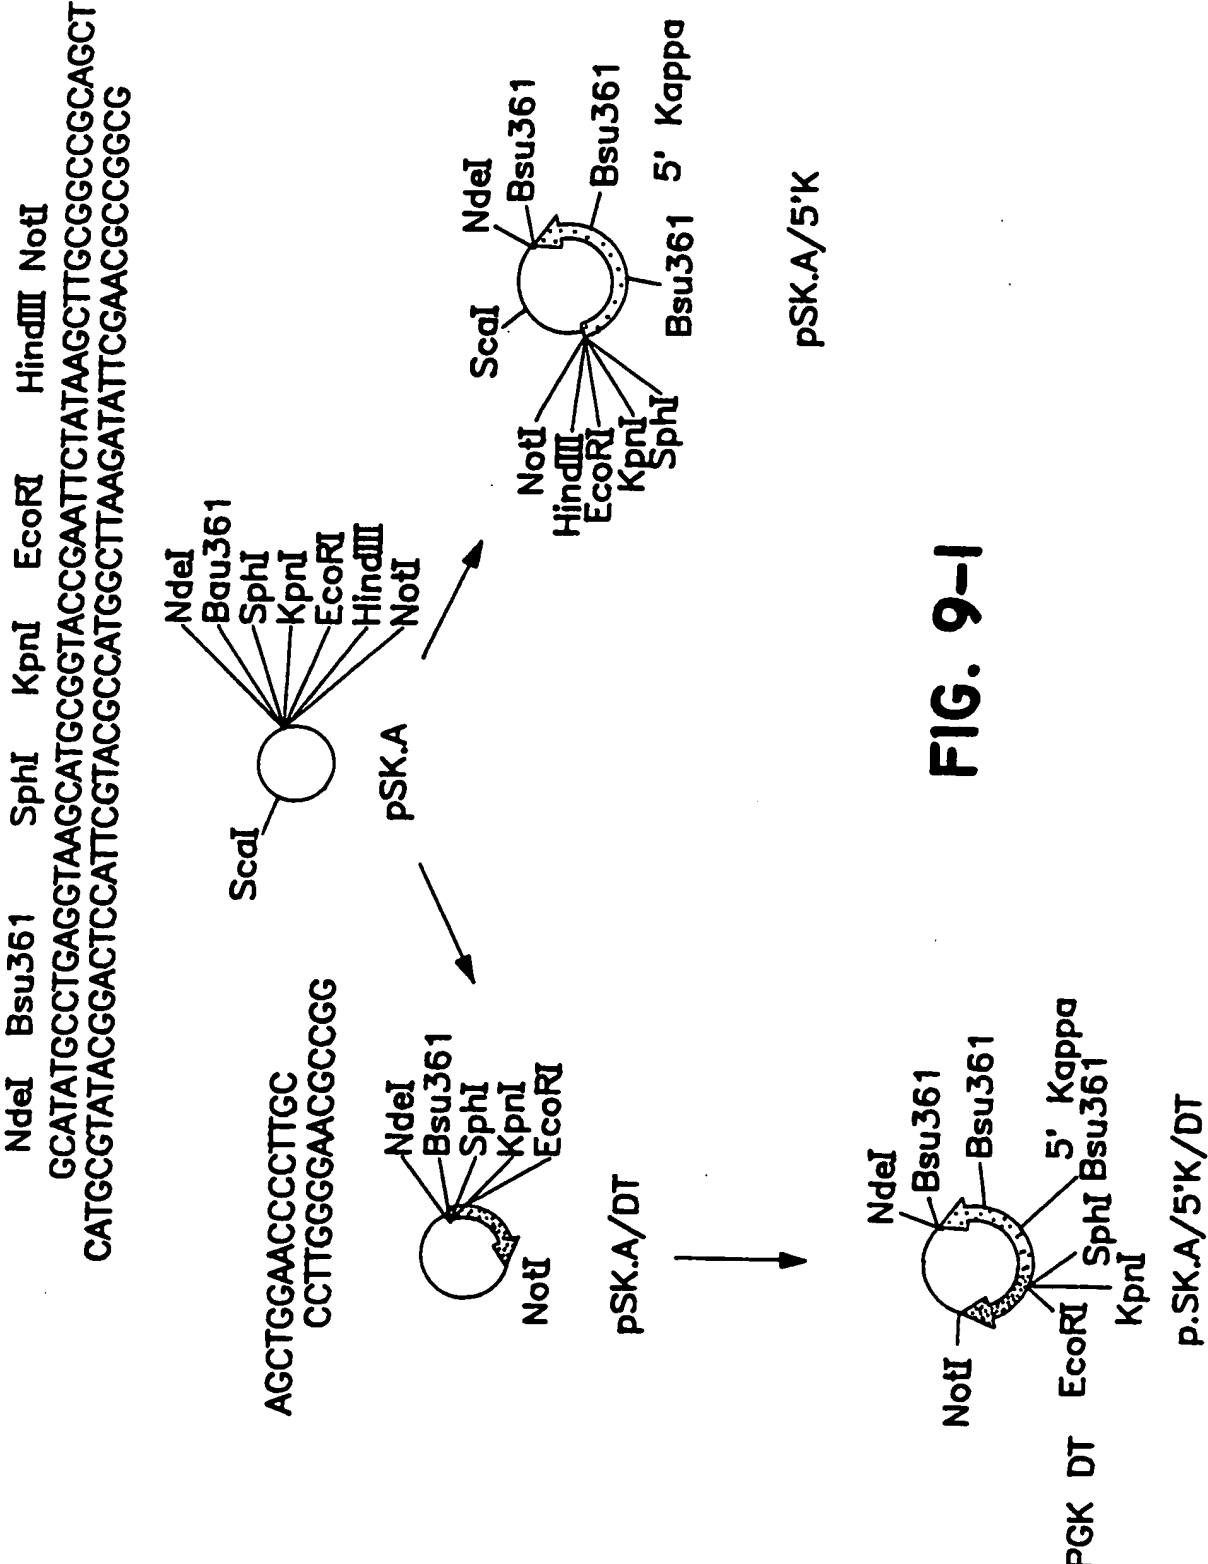 NdeI Bsu361 SphI KpnI EcoRI HindIII NotI
GCATATGCCTGAGGTAAGCATGCGGTACCGAATTCTATAAGCTTGCGGCCGCAGCT
CATGCGTATACGGACTCCATTCGTACGCCATGGCTTAAGATATTCGAACGCCGGCG
ScaI
NdeI
Bau361
SphI
KpnI
EcoRI
HindIII
NotI
pSK.A
AGCTGGAACCCCTTGC
CCTTGGGGAACGCCGG
NdeI
Bsu361
SphI
KpnI
EcoRI
NotI
pSK.A/DT
ScaI
NdeI
Bsu361
Bsu361
Bsu361 5' Kappa
NotI
HindIII
EcoRI
KpnI
SphI
pSK.A/5'K
NdeI
Bsu361
Bsu361
5' Kappa
SphI Bsu361
NotI
PGK DT EcoRI
KpnI
p.SK.A/5'K/DT
FIG. 9-1